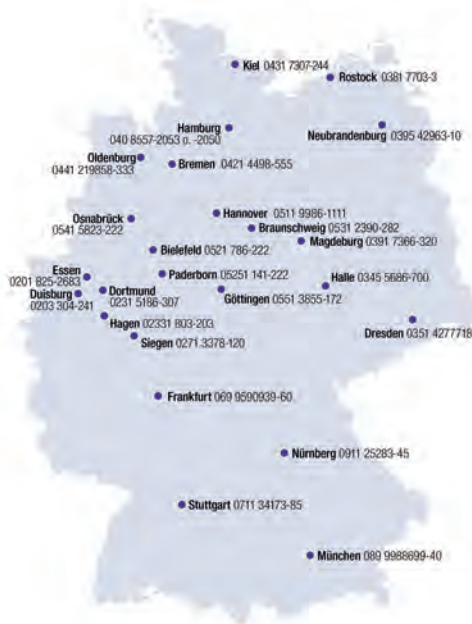 Kiel 0431 7307-244
Rostock 0381 7703-3
Hamburg
040 8557-2053 o. -2050
Neubrandenburg 0395 42963-10
Oldenburg
0441 219858-333
Bremen 0421 4498-555
Osnabrück
0541 5823-222
Hannover 0511 9986-1111
Braunschweig 0531 2390-282
Magdeburg 0391 7366-320
Bielefeld 0521 786-222
Essen
0201 825-2683
Paderborn 05251 141-222
Halle 0345 5686-700
Duisburg
0203 304-241
Dortmund
0231 5186-307
Göttingen 0551 3855-172
Hagen 02331 803-203
Siegen 0271 3378-120
Dresden 0351 4277718
Frankfurt 069 9590939-60
Nürnberg 0911 25283-45
Stuttgart 0711 34173-85
München 089 9988699-40